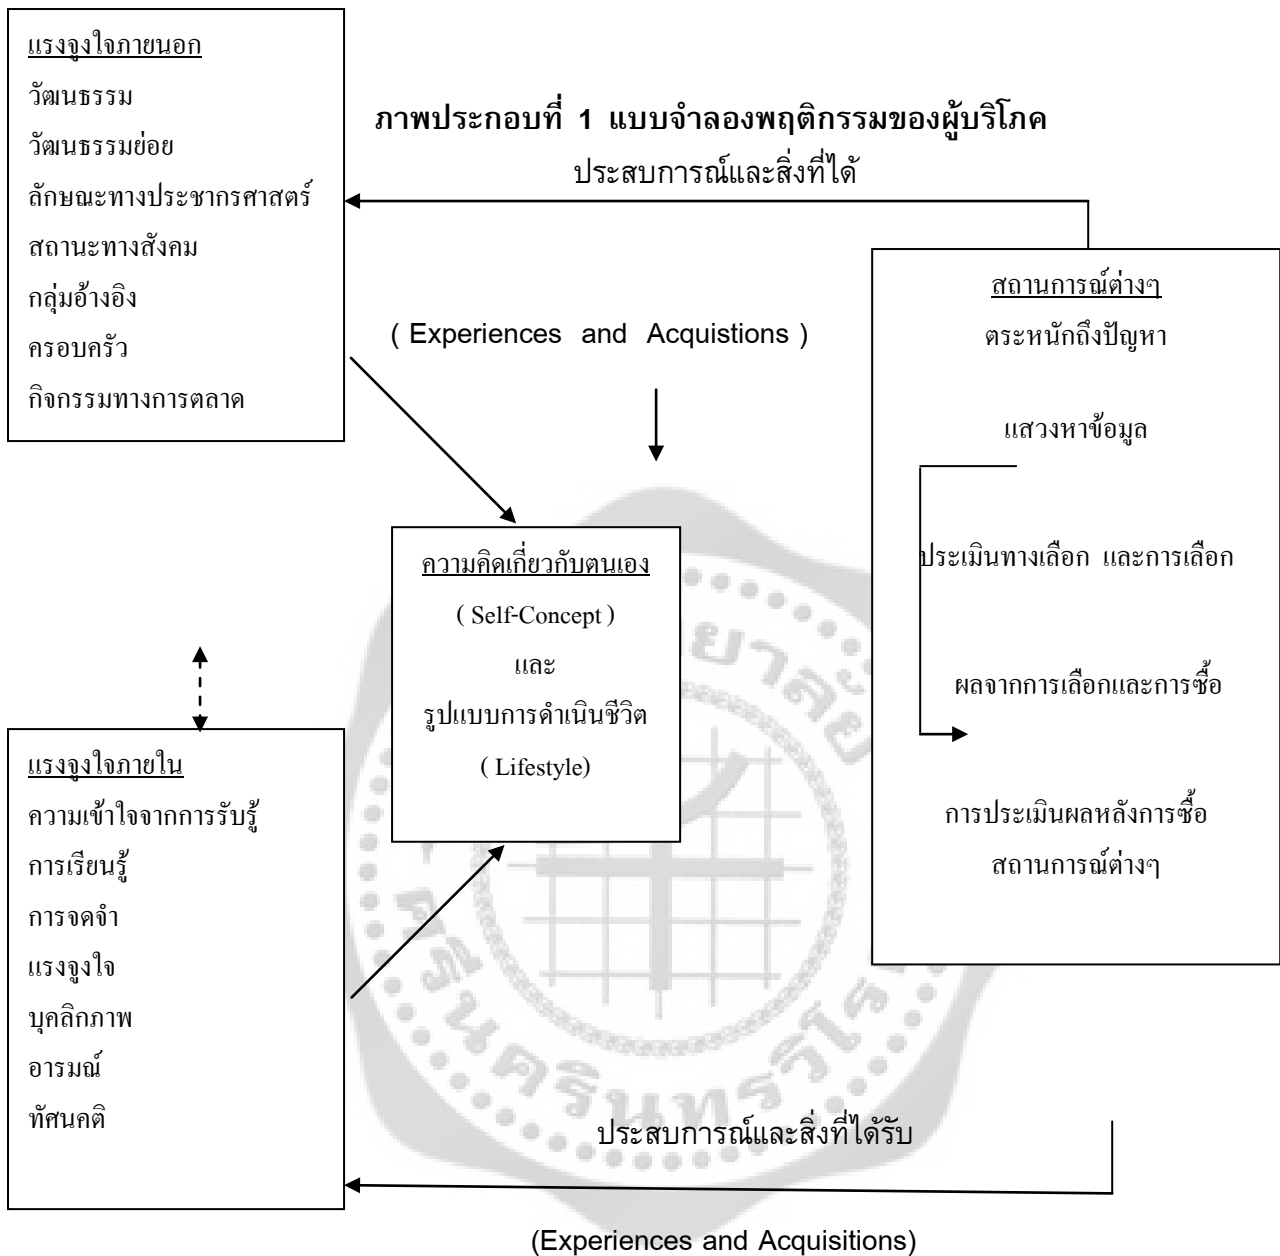 แรงจูงใจภายนอก
วัฒนธรรม
วัฒนธรรมย่อย
ลักษณะทางประชากรศาสตร์
สถานะทางสังคม
กลุ่มอ้างอิง
ครอบครัว
กิจกรรมทางการตลาด
ภาพประกอบที่ 1 แบบจำลองพฤติกรรมของผู้บริโภค
ประสบการณ์และสิ่งที่ได้
( Experiences and Acquistions )
สถานการณ์ต่างๆ
ตระหนักถึงปัญหา
แสวงหาข้อมูล
ประเมินทางเลือก และการเลือก
ผลจากการเลือกและการซื้อ
การประเมินผลหลังการซื้อ
สถานการณ์ต่างๆ
ความคิดเกี่ยวกับตนเอง
( Self-Concept )
และ
รูปแบบการดำเนินชีวิต
( Lifestyle)
แรงจูงใจภายใน
ความเข้าใจจากการรับรู้
การเรียนรู้
การจดจำ
แรงจูงใจ
บุคลิกภาพ
อารมณ์
ทัศนคติ
ประสบการณ์และสิ่งที่ได้รับ
(Experiences and Acquisitions)